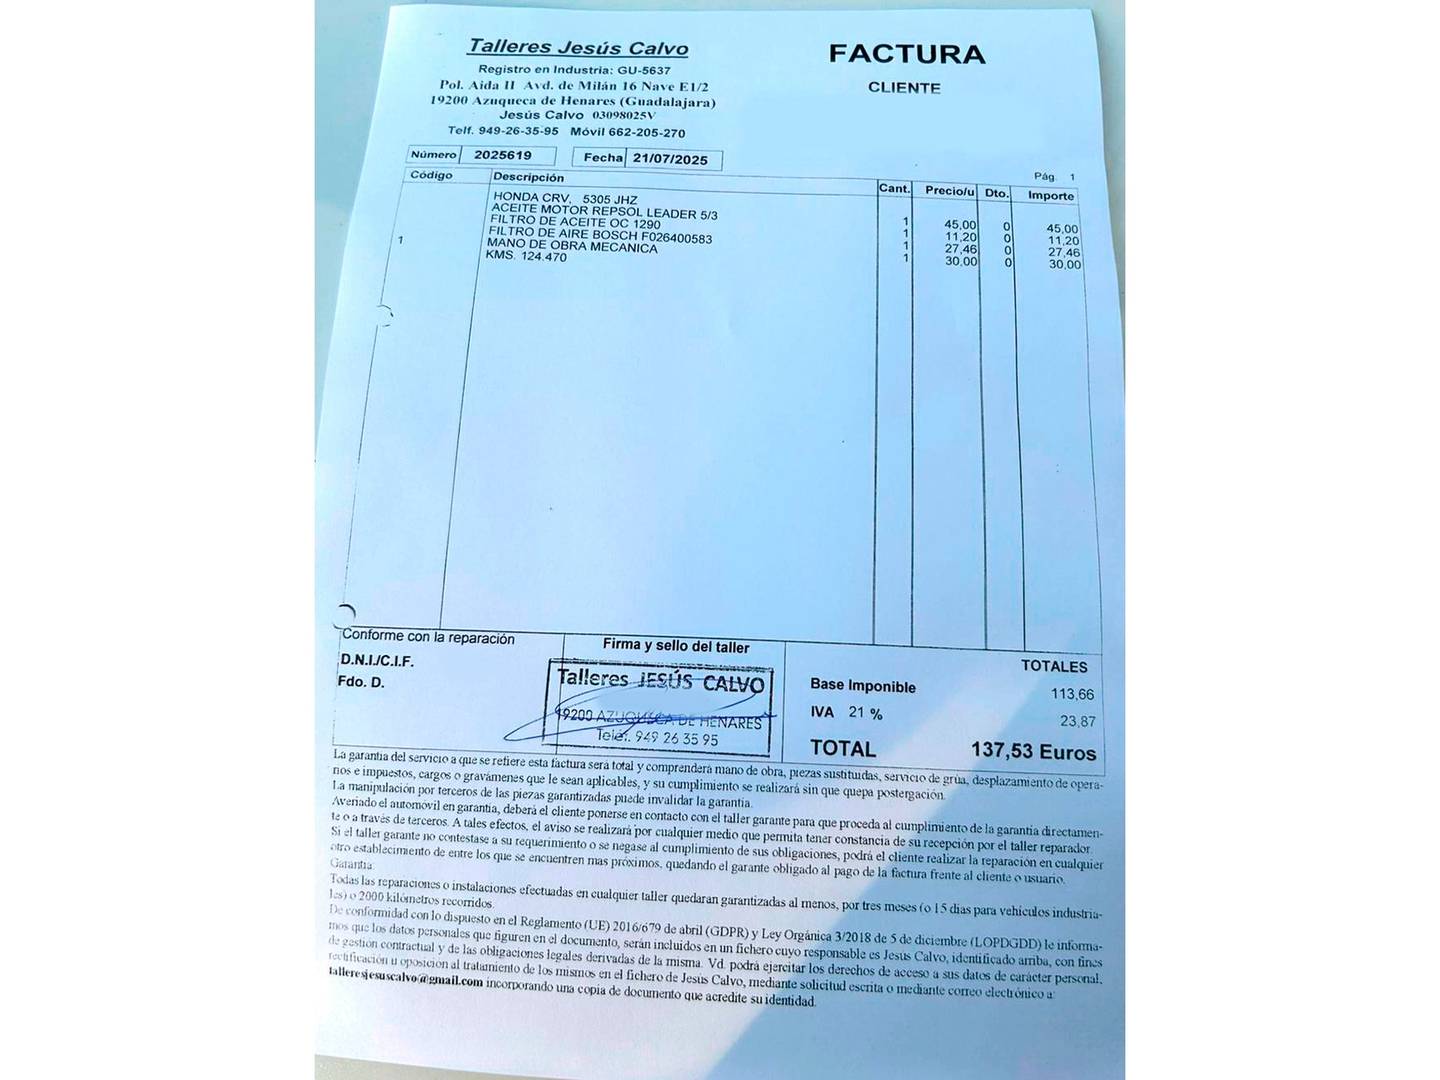 Talleres Jesús Calvo
Registro en Industria: GU-5637
Pol. Aida II Avd. de Milán 16 Nave E1/2
19200 Azuqueca de Henares (Guadalajara)
Jesús Calvo 03098025V
Telf. 949-26-35-95 Móvil 662-205-270
FACTURA
CLIENTE
Número 2025619 Fecha 21/07/2025
Pág. 1
Código Descripción Cant. Precio/u Dto. Importe
HONDA CRV, 5305 JHZ
ACEITE MOTOR REPSOL LEADER 5/3 1 45,00 0 45,00
FILTRO DE ACEITE OC 1290 1 11,20 0 11,20
FILTRO DE AIRE BOSCH F026400583 1 27,46 0 27,46
1 MANO DE OBRA MECANICA 1 30,00 0 30,00
KMS. 124.470
Conforme con la reparación
D.N.I./C.I.F.
Fdo. D.
Firma y sello del taller
Talleres JESÚS CALVO
19200 AZUQUECA DE HENARES
Teléf. 949 26 35 95
TOTALES
Base Imponible 113,66
IVA 21 % 23,87
TOTAL 137,53 Euros
La garantía del servicio a que se refiere esta factura será total y comprenderá mano de obra, piezas sustituidas, servicio de grúa, desplazamiento de opera-
rios e impuestos, cargos o gravámenes que le sean aplicables, y su cumplimiento se realizará sin que quepa postergación.
La manipulación por terceros de las piezas garantizadas puede invalidar la garantía.
Averiado el automóvil en garantía, deberá el cliente ponerse en contacto con el taller garante para que proceda al cumplimiento de la garantía directamen-
te o a través de terceros. A tales efectos, el aviso se realizará por cualquier medio que permita tener constancia de su recepción por el taller reparador.
Si el taller garante no contestase a su requerimiento o se negase al cumplimiento de sus obligaciones, podrá el cliente realizar la reparación en cualquier
otro establecimiento de entre los que se encuentren mas próximos, quedando el garante obligado al pago de la factura frente al cliente o usuario.
Garantía:
Todas las reparaciones o instalaciones efectuadas en cualquier taller quedaran garantizadas al menos, por tres meses (o 15 dias para vehículos industria-
les) o 2000 kilómetros recorridos.
De conformidad con lo dispuesto en el Reglamento (UE) 2016/679 de abril (GDPR) y Ley Orgánica 3/2018 de 5 de diciembre (LOPDGDD) le informa-
mos que los datos personales que figuren en el documento, serán incluidos en un fichero cuyo responsable es Jesús Calvo, identificado arriba, con fines
de gestión contractual y de las obligaciones legales derivadas de la misma. Vd. podrá ejercitar los derechos de acceso a sus datos de carácter personal,
rectificación u oposición al tratamiento de los mismos en el fichero de Jesús Calvo, mediante solicitud escrita o mediante correo electrónico a:
talleresjesuscalvo@gmail.com incorporando una copia de documento que acredite su identidad.